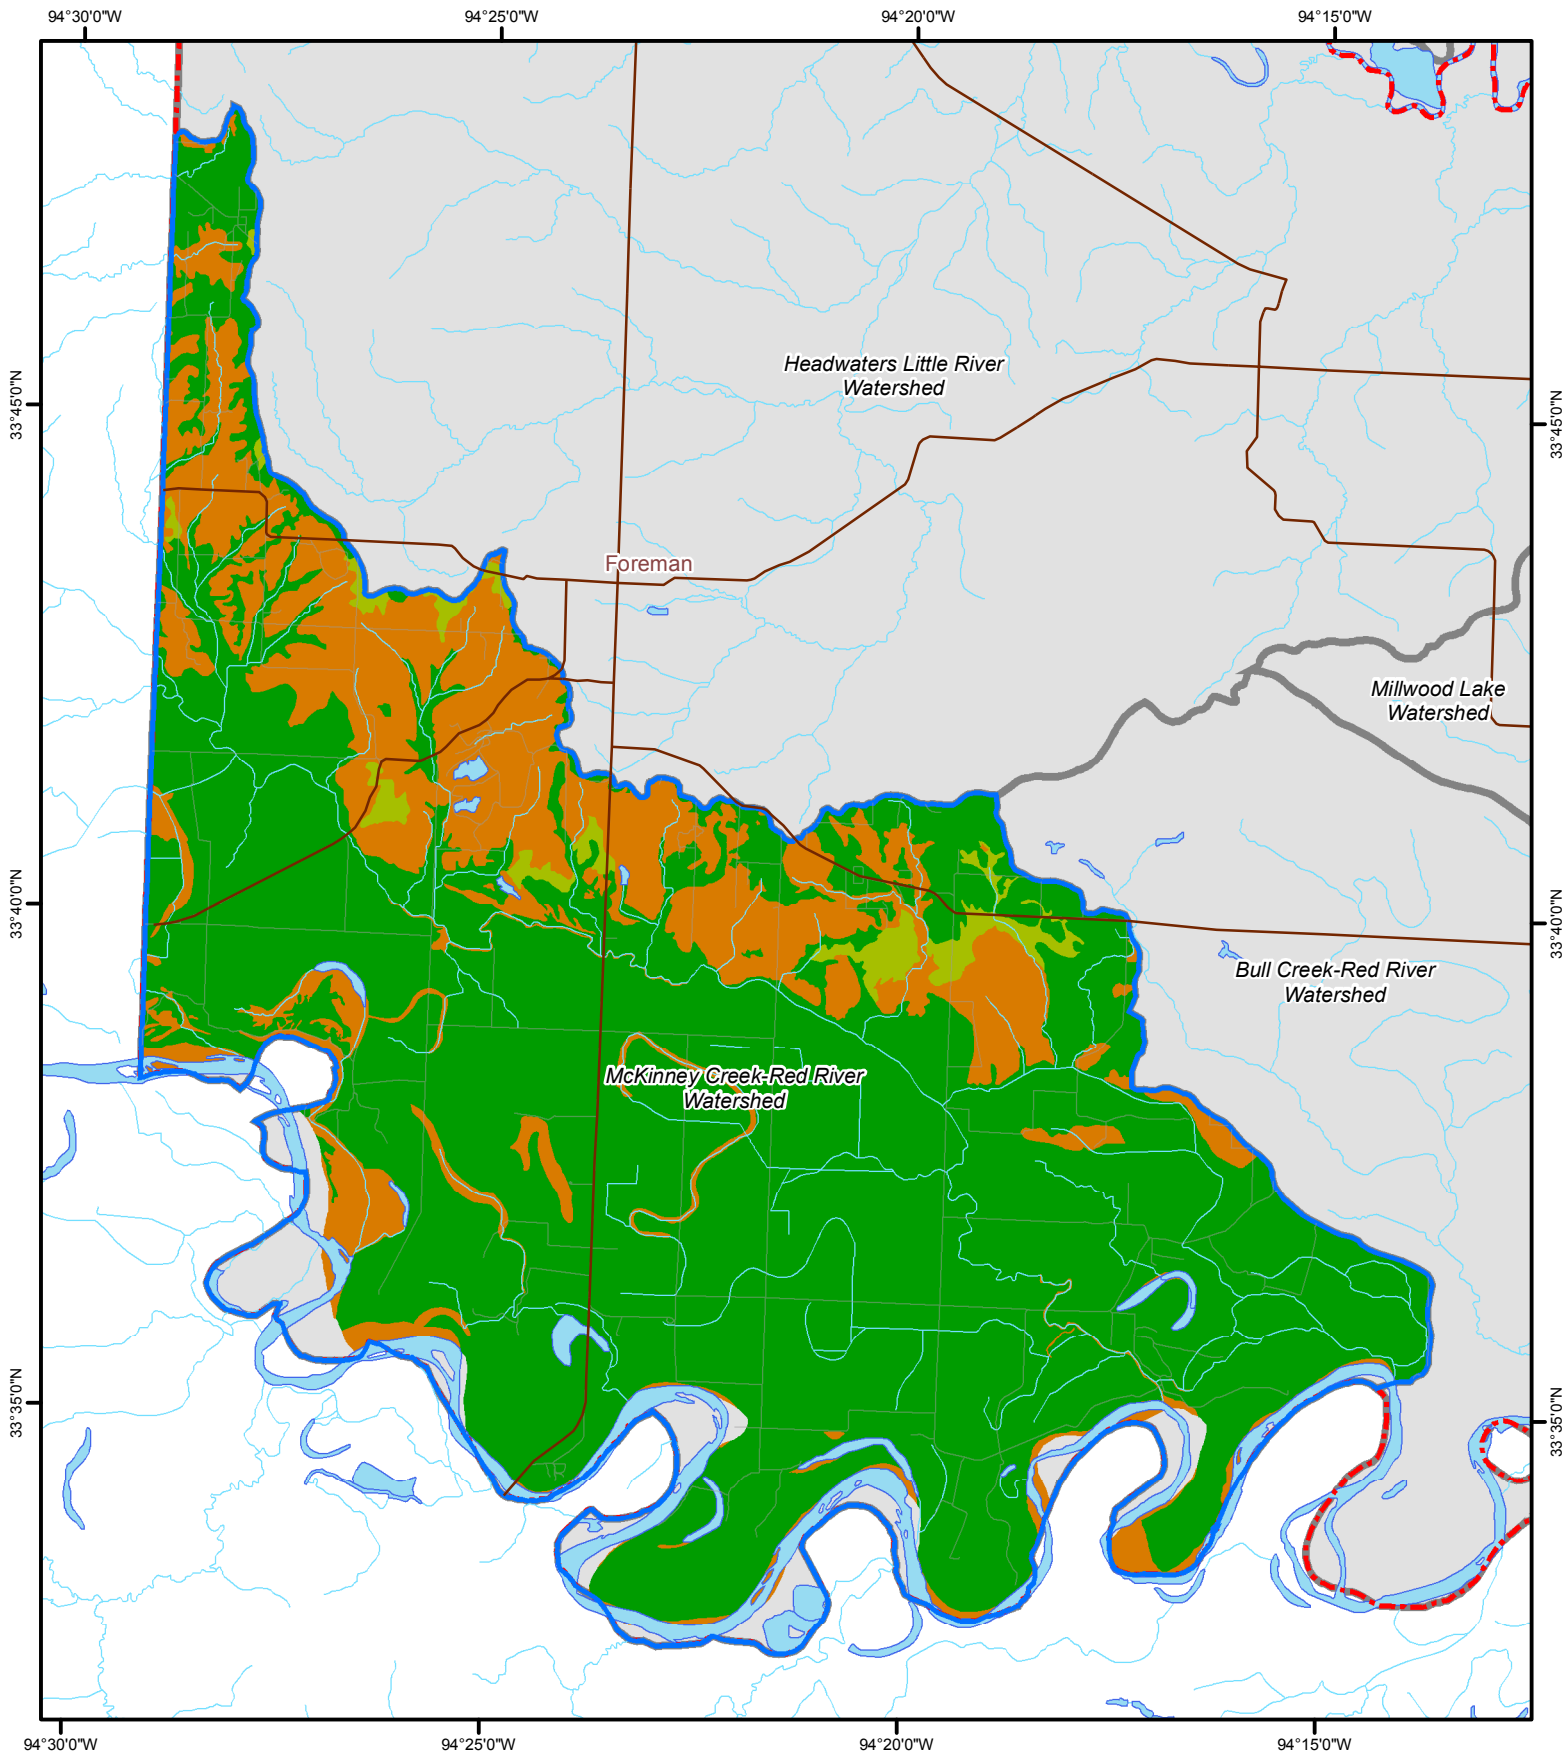 94°30'0"W
94°25'0"W
94°20'0"W
94°15'0"W
Headwaters Little River
Watershed
33°45'0"N
33°45'0"N
Foreman
Millwood Lake
Watershed
33°40'0"N
33°40'0"N
Bull Creek-Red River
Watershed
McKinney Creek-Red River
Watershed
33°35'0"N
33°35'0"N
94°30'0"W
94°25'0"W
94°20'0"W
94°15'0"W